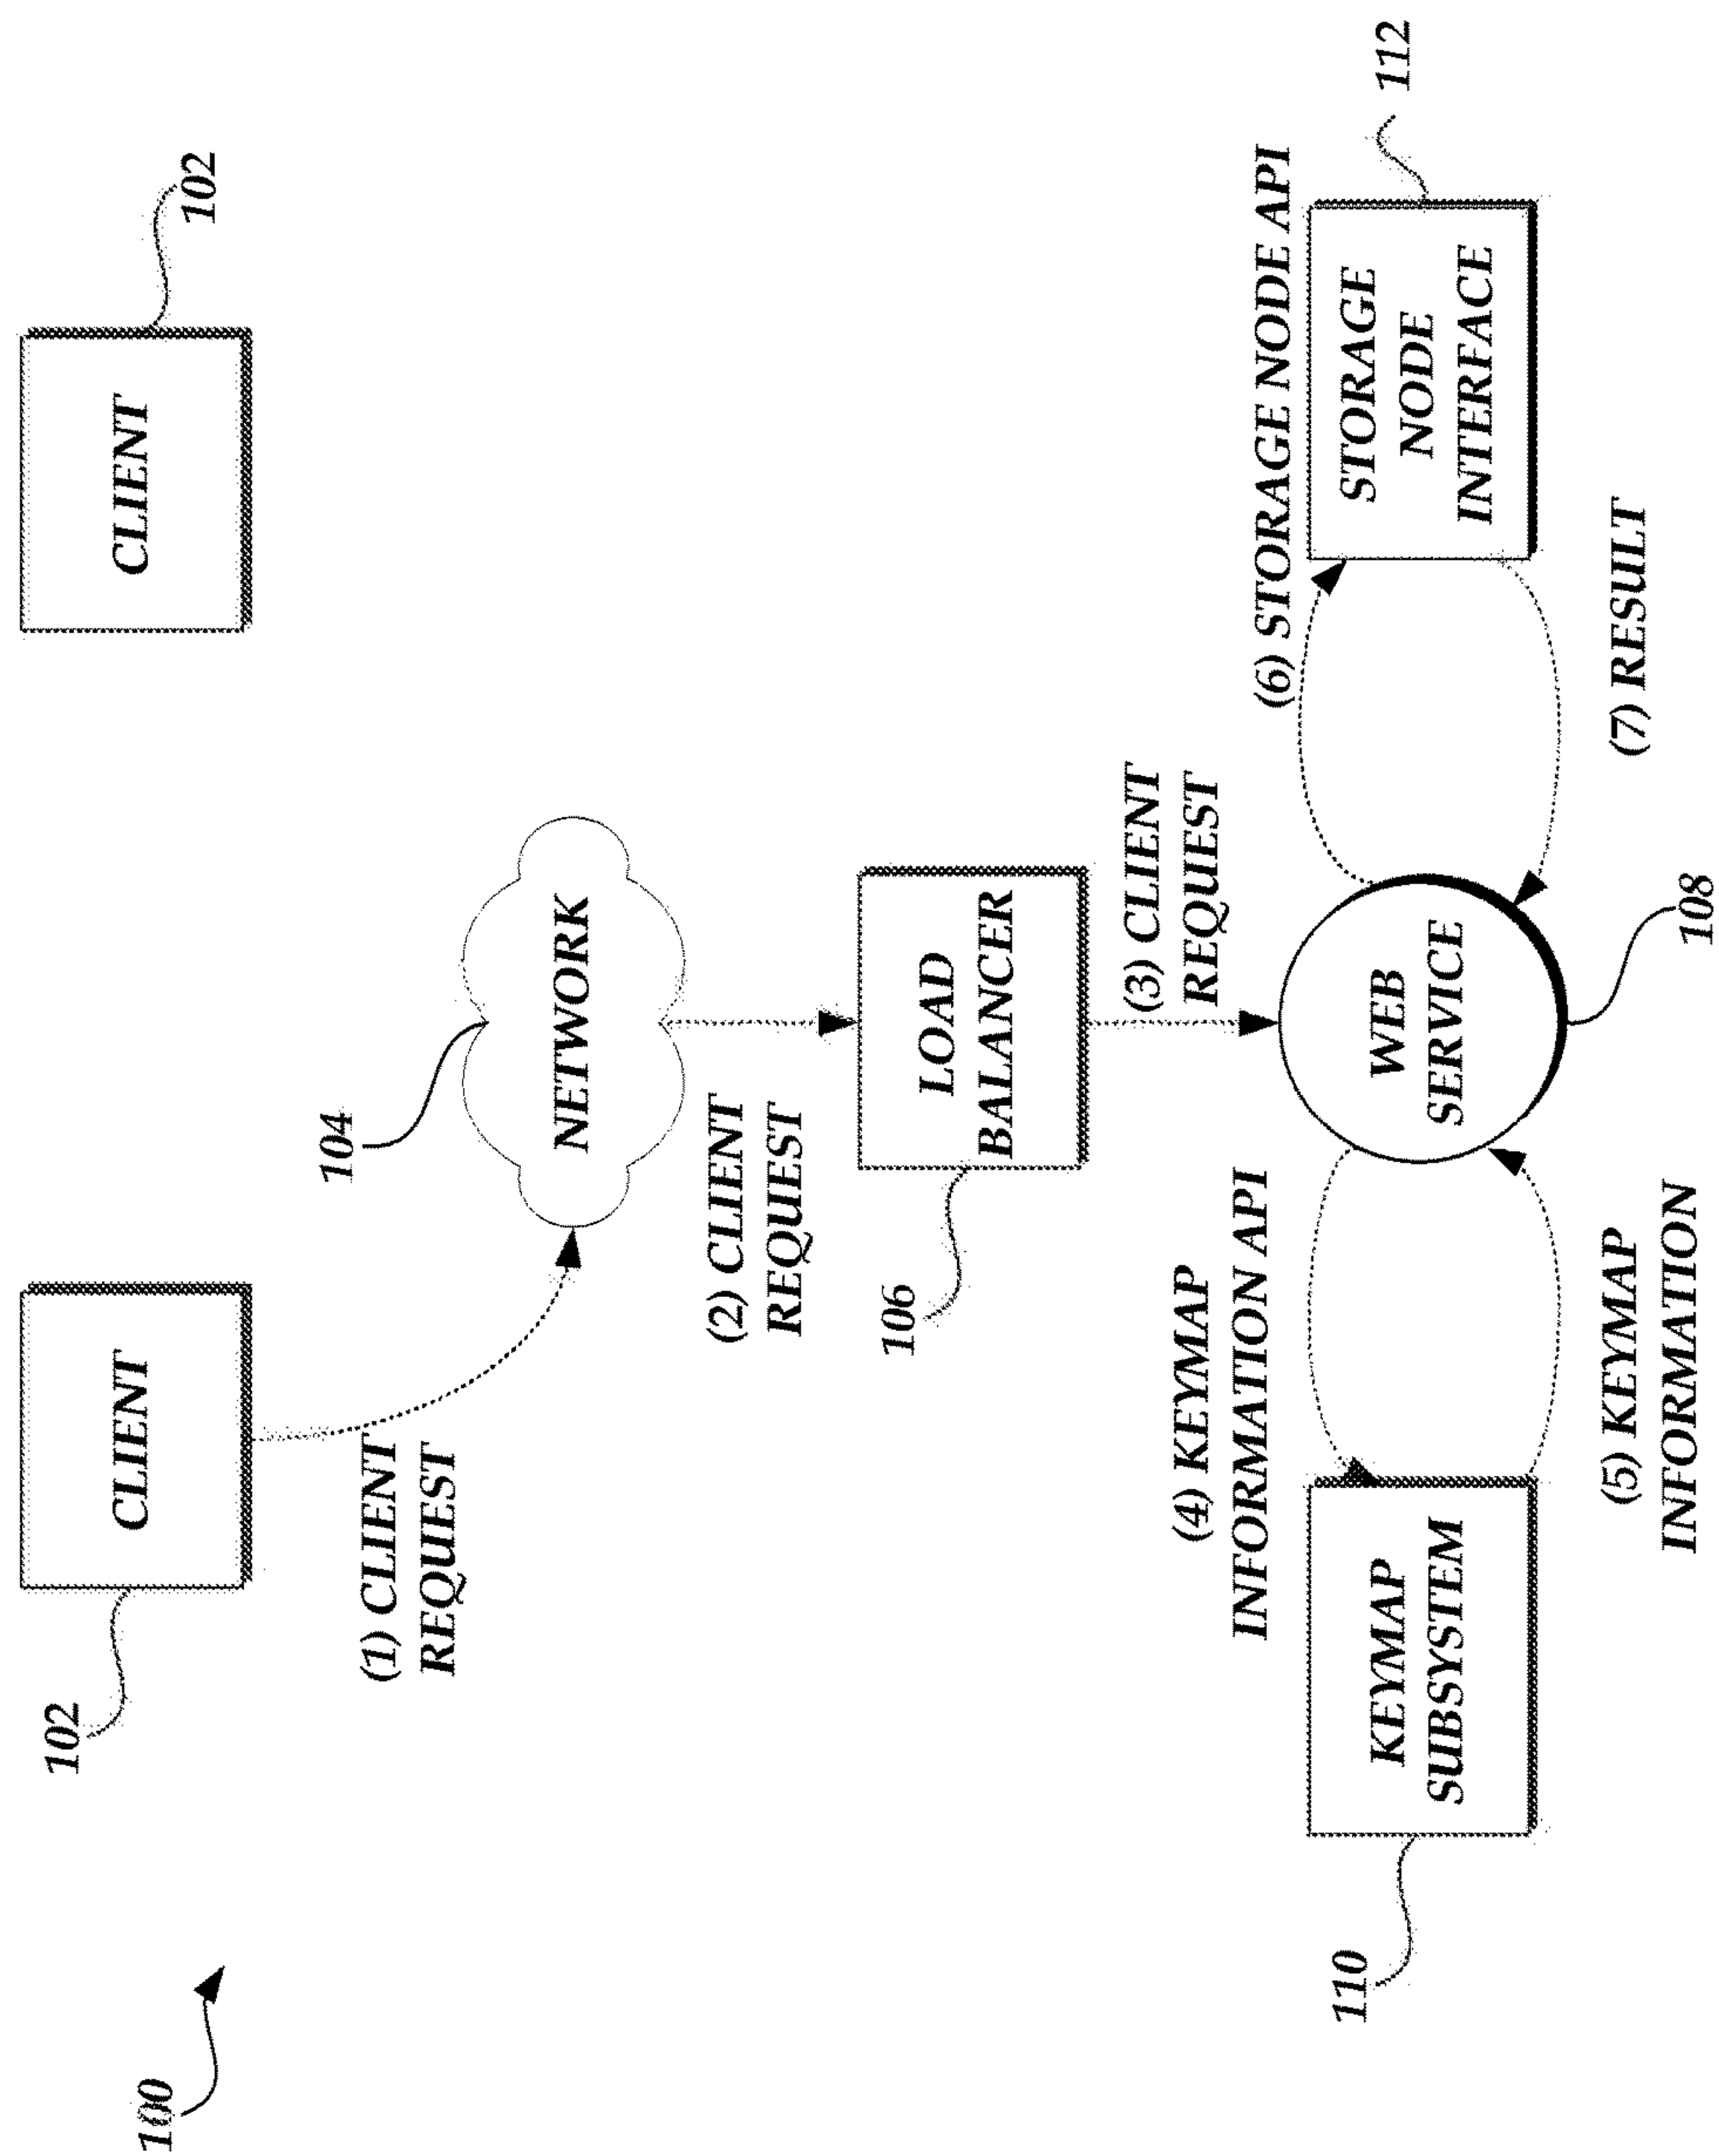 100
102
CLIENT
CLIENT
102
(1) CLIENT
REQUEST
104
NETWORK
(2) CLIENT
REQUEST
106
LOAD
BALANCER
(3) CLIENT
REQUEST
(4) KEYMAP
INFORMATION API
(6) STORAGE NODE API
110
KEYMAP
SUBSYSTEM
WEB
SERVICE
STORAGE
NODE
INTERFACE
112
(5) KEYMAP
INFORMATION
108
(7) RESULT